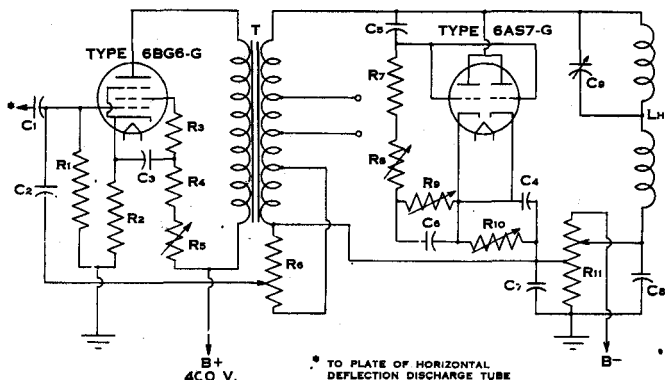 TYPE 6BG6-G
T
C5
TYPE 6AS7-G
R7
C9
*
C1
R3
LH
R8
C2
R1
C3
R4
R9
C4
R2
R5
C6
R10
R6
R11
C7
C8
B+
400 V.
B-
* TO PLATE OF HORIZONTAL
DEFLECTION DISCHARGE TUBE